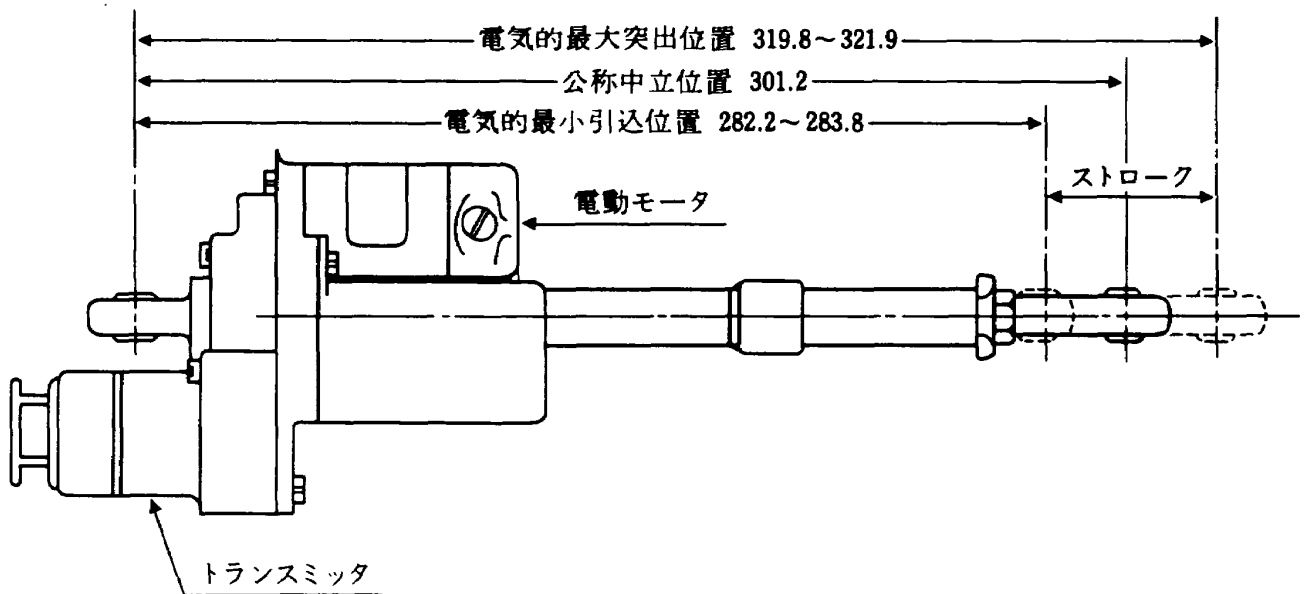 電気的最大突出位置 319.8~321.9
公称中立位置 301.2
電気的最小引込位置 282.2~283.8
ストローク
電動モータ
トランスミッタ